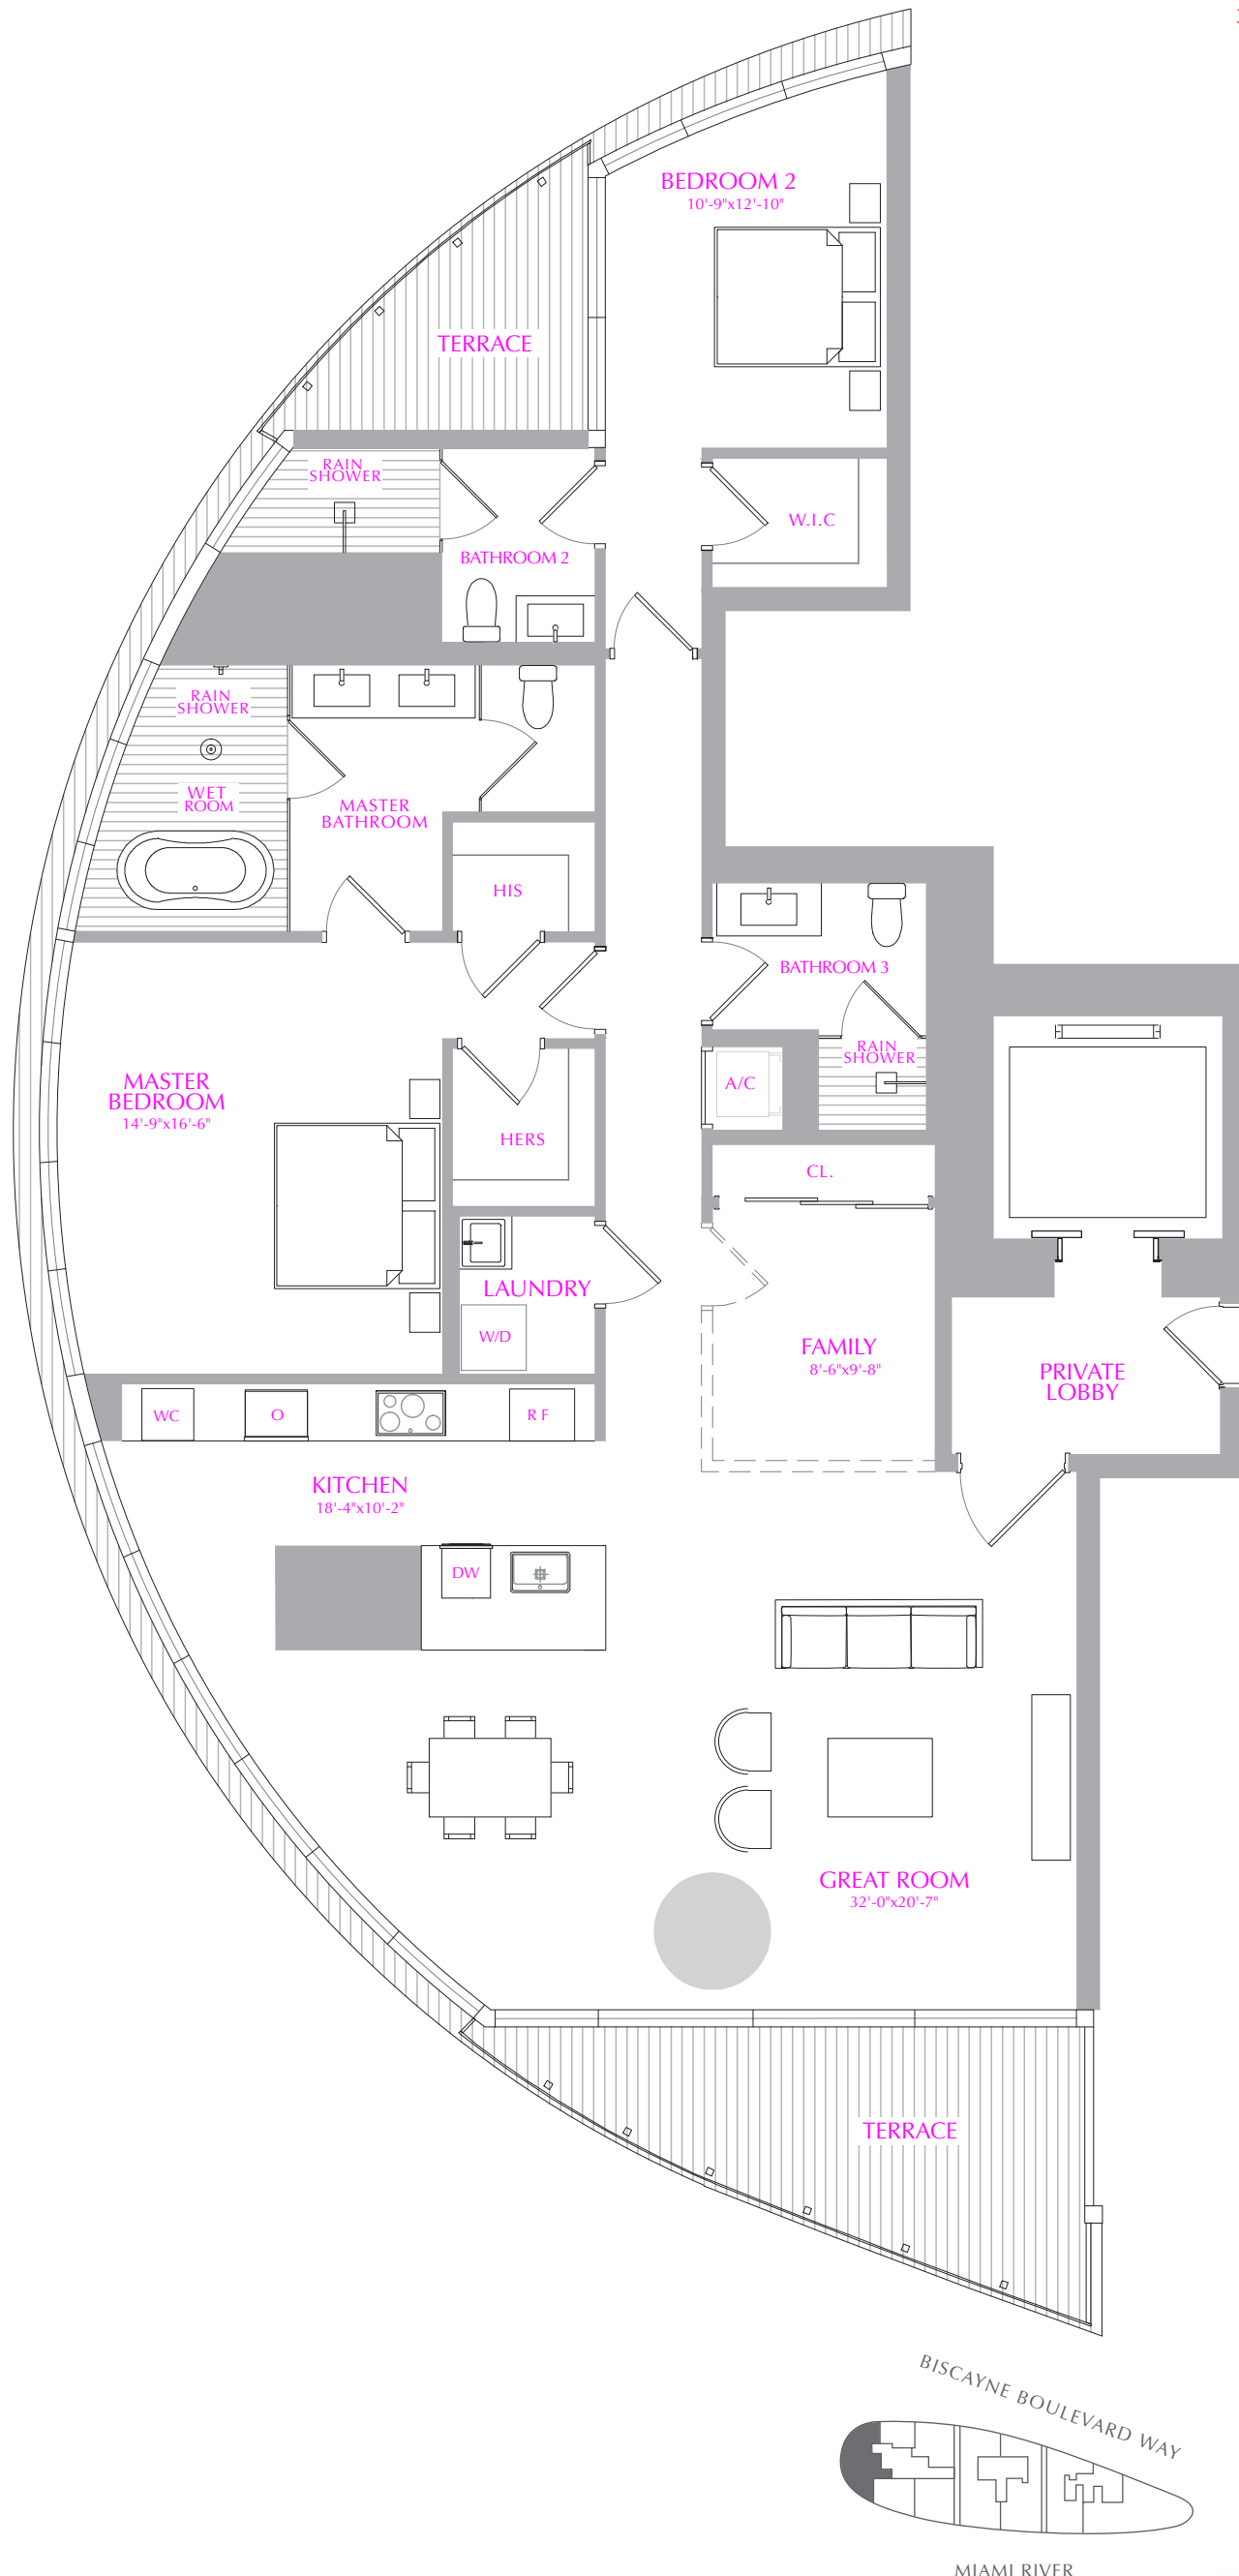 BEDROOM 2
10'-9"x12'-10"
TERRACE
RAIN
SHOWER
W.I.C
BATHROOM 2
RAIN
SHOWER
WET
ROOM
MASTER
BATHROOM
HIS
BATHROOM 3
RAIN
SHOWER
A/C
MASTER
BEDROOM
14'-9"x16'-6"
HERS
CL.
LAUNDRY
W/D
FAMILY
8'-6"x9'-8"
PRIVATE
LOBBY
WC
O
R F
KITCHEN
18'-4"x10'-2"
DW
GREAT ROOM
32'-0"x20'-7"
TERRACE
BISCAYNE BOULEVARD WAY
MIAMI RIVER